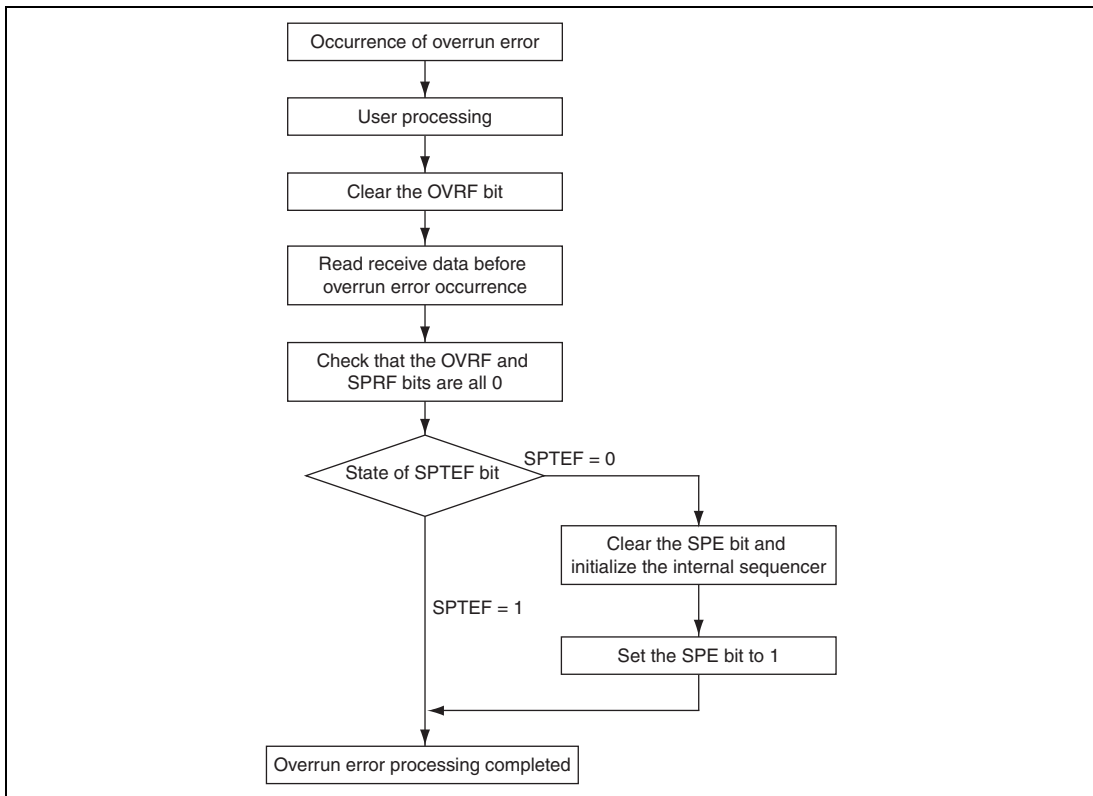 Occurrence of overrun error
User processing
Clear the OVRF bit
Read receive data before
overrun error occurrence
Check that the OVRF and
SPRF bits are all 0
State of SPTEF bit
SPTEF = 0
Clear the SPE bit and
initialize the internal sequencer
SPTEF = 1
Set the SPE bit to 1
Overrun error processing completed